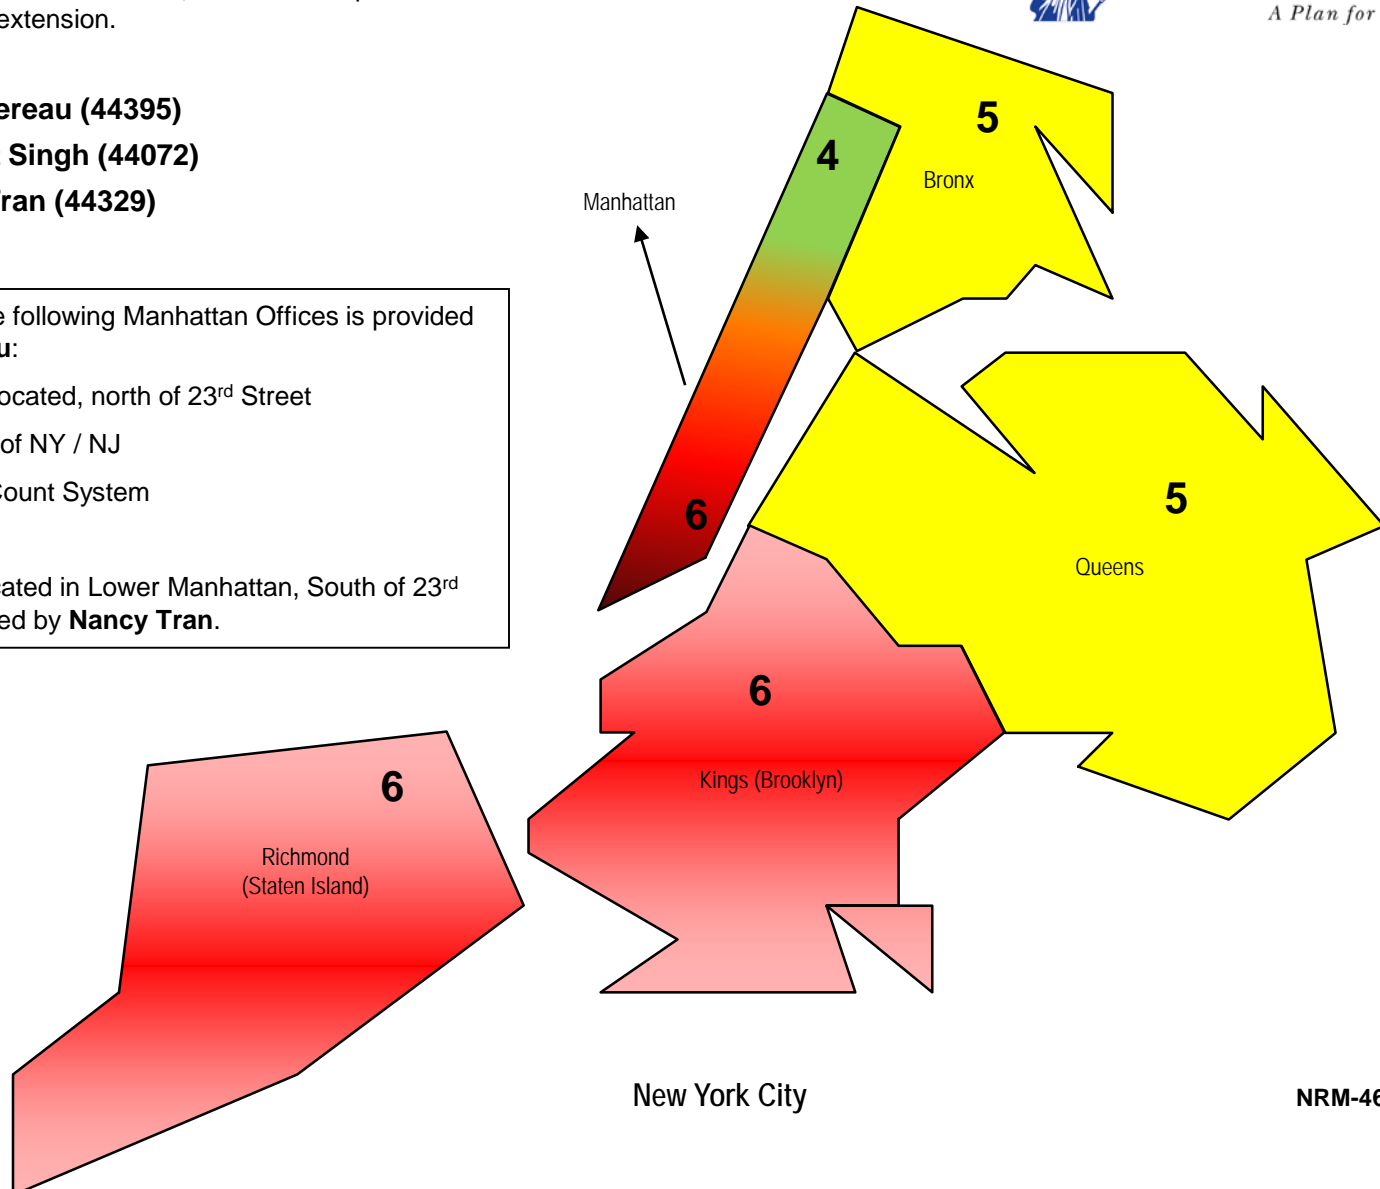 extension.
A Plan for
ereau (44395)
Singh (44072)
ran (44329)
e following Manhattan Offices is provided
u:
ocated, north of 23rd Street
of NY / NJ
Count System
cated in Lower Manhattan, South of 23rd
ed by Nancy Tran.
Manhattan
4
5
Bronx
6
5
Queens
6
Kings (Brooklyn)
6
Richmond
(Staten Island)
New York City
NRM-46